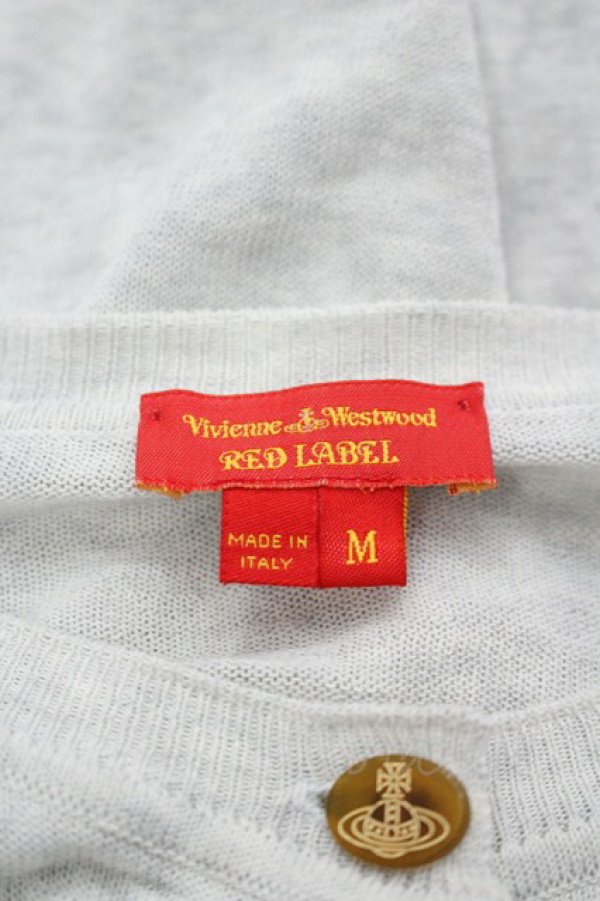 Vivienne Westwood
RED LABEL
MADE IN
ITALY
M